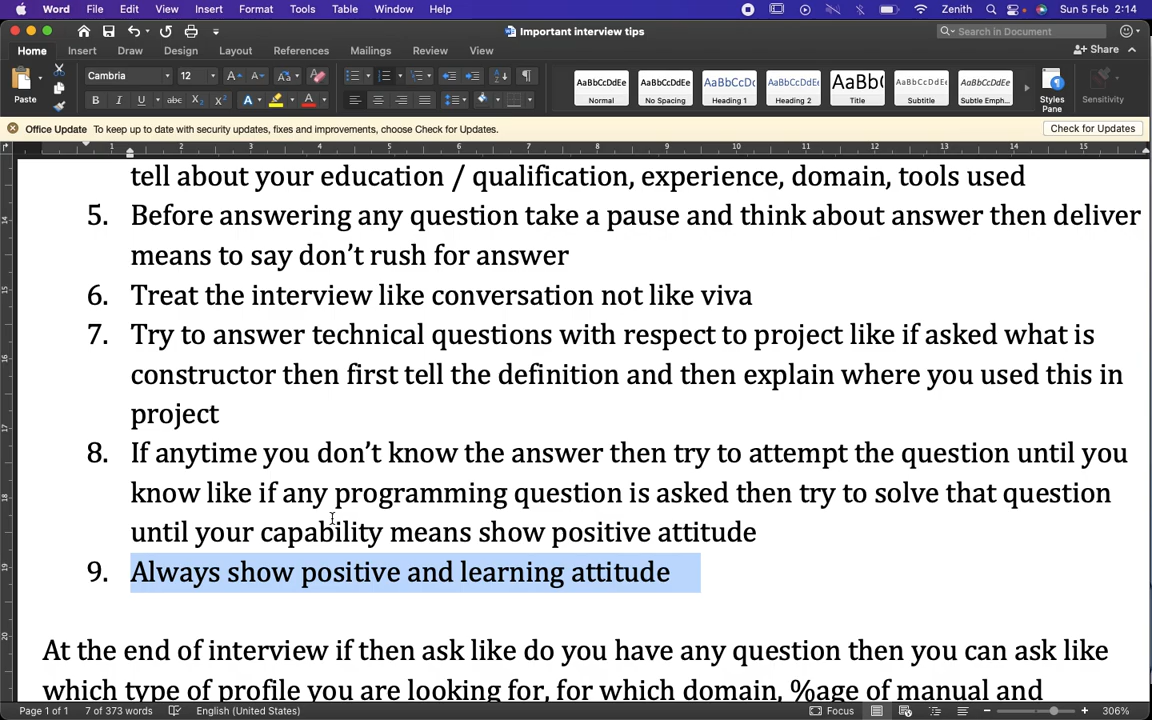 Word File Edit View Insert Format Tools Table Window Help Zenith Sun 5 Feb 2:14
Important interview tips Search in Document
Home Insert Draw Design Layout References Mailings Review View Share
Paste Cambria 12 AaBbCcDdEe AaBbCcDdEe AaBbCcDc AaBbCcDdEe AaBb( AaBbCcDdEe AaBbCcDdEe
Normal No Spacing Heading 1 Heading 2 Title Subtitle Subtle Emph... Styles Pane Sensitivity
Office Update To keep up to date with security updates, fixes and improvements, choose Check for Updates. Check for Updates
tell about your education / qualification, experience, domain, tools used
5. Before answering any question take a pause and think about answer then deliver
means to say don't rush for answer
6. Treat the interview like conversation not like viva
7. Try to answer technical questions with respect to project like if asked what is
constructor then first tell the definition and then explain where you used this in
project
8. If anytime you don't know the answer then try to attempt the question until you
know like if any programming question is asked then try to solve that question
until your capability means show positive attitude
9. Always show positive and learning attitude
At the end of interview if then ask like do you have any question then you can ask like
which type of profile you are looking for, for which domain, %age of manual and
Page 1 of 1 7 of 373 words English (United States) Focus 306%